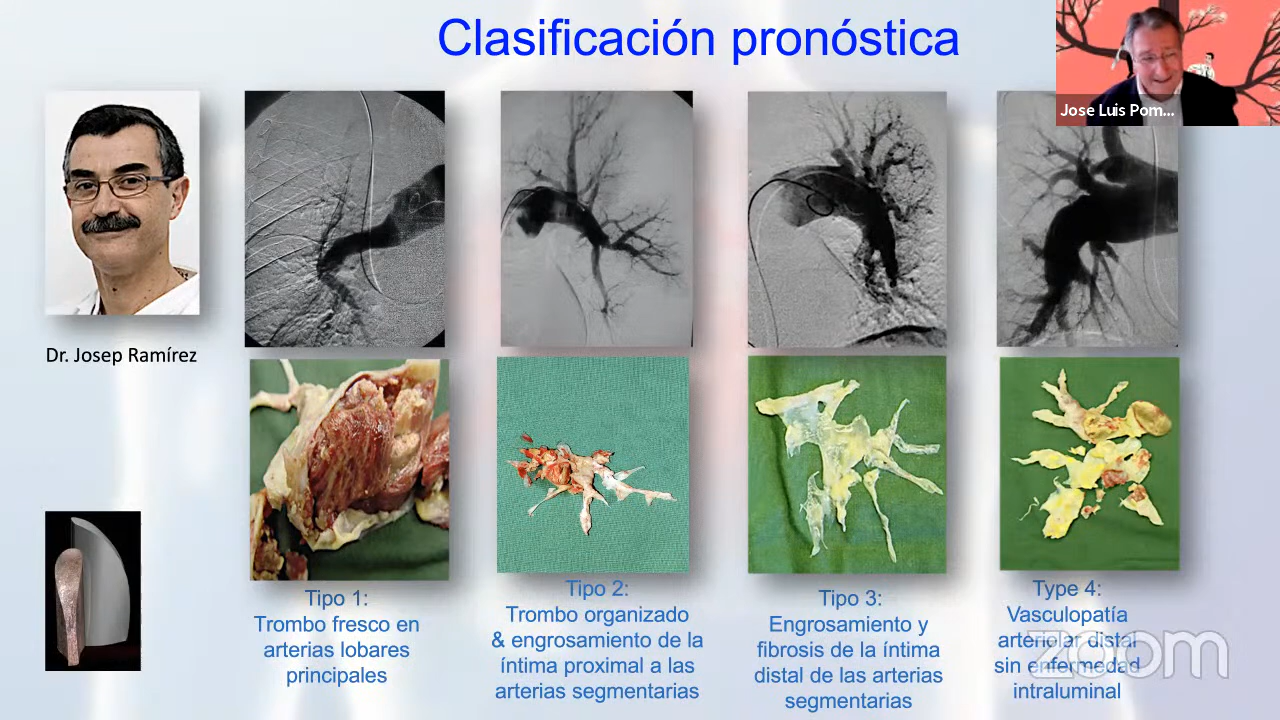 Clasificación pronóstica
Jose Luis Pom...
Dr. Josep Ramírez
Tipo 1:
Trombo fresco en
arterias lobares
principales
Tipo 2:
Trombo organizado
& engrosamiento de la
íntima proximal a las
arterias segmentarias
Tipo 3:
Engrosamiento y
fibrosis de la íntima
distal de las arterias
segmentarias
Type 4:
Vasculopatía
arteriolar distal
sin enfermedad
intraluminal
zoom